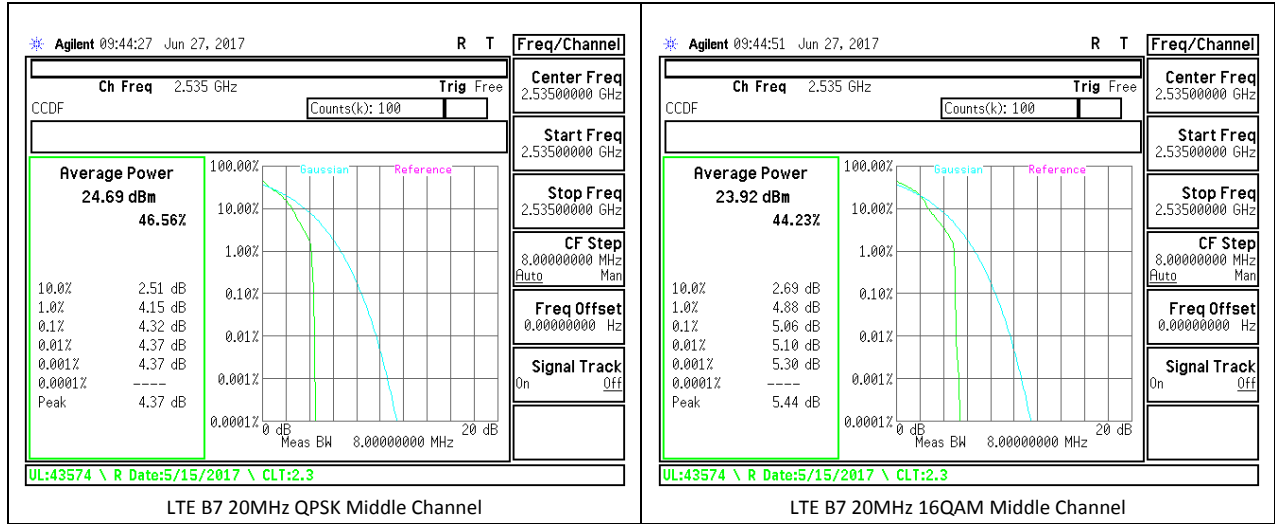 Agilent 09:44:27 Jun 27, 2017 R T
Ch Freq 2.535 GHz Trig Free
CCDF Counts(k): 100
Average Power
24.69 dBm
46.56%
10.0% 2.51 dB
1.0% 4.15 dB
0.1% 4.32 dB
0.01% 4.37 dB
0.001% 4.37 dB
0.0001% ----
Peak 4.37 dB
100.00%
10.00%
1.00%
0.10%
0.01%
0.001%
0.0001%
Gaussian Reference
0 dB 20 dB
Meas BW 8.000000000 MHz
Freq/Channel
Center Freq
2.53500000 GHz
Start Freq
2.53500000 GHz
Stop Freq
2.53500000 GHz
CF Step
8.00000000 MHz
Auto Man
Freq Offset
0.00000000 Hz
Signal Track
On Off
UL:43574 \ R Date:5/15/2017 \ CLT:2.3
LTE B7 20MHz QPSK Middle Channel
Agilent 09:44:51 Jun 27, 2017 R T
Ch Freq 2.535 GHz Trig Free
CCDF Counts(k): 100
Average Power
23.92 dBm
44.23%
10.0% 2.69 dB
1.0% 4.88 dB
0.1% 5.06 dB
0.01% 5.10 dB
0.001% 5.30 dB
0.0001% ----
Peak 5.44 dB
100.00%
10.00%
1.00%
0.10%
0.01%
0.001%
0.0001%
Gaussian Reference
0 dB 20 dB
Meas BW 8.000000000 MHz
Freq/Channel
Center Freq
2.53500000 GHz
Start Freq
2.53500000 GHz
Stop Freq
2.53500000 GHz
CF Step
8.00000000 MHz
Auto Man
Freq Offset
0.00000000 Hz
Signal Track
On Off
UL:43574 \ R Date:5/15/2017 \ CLT:2.3
LTE B7 20MHz 16QAM Middle Channel